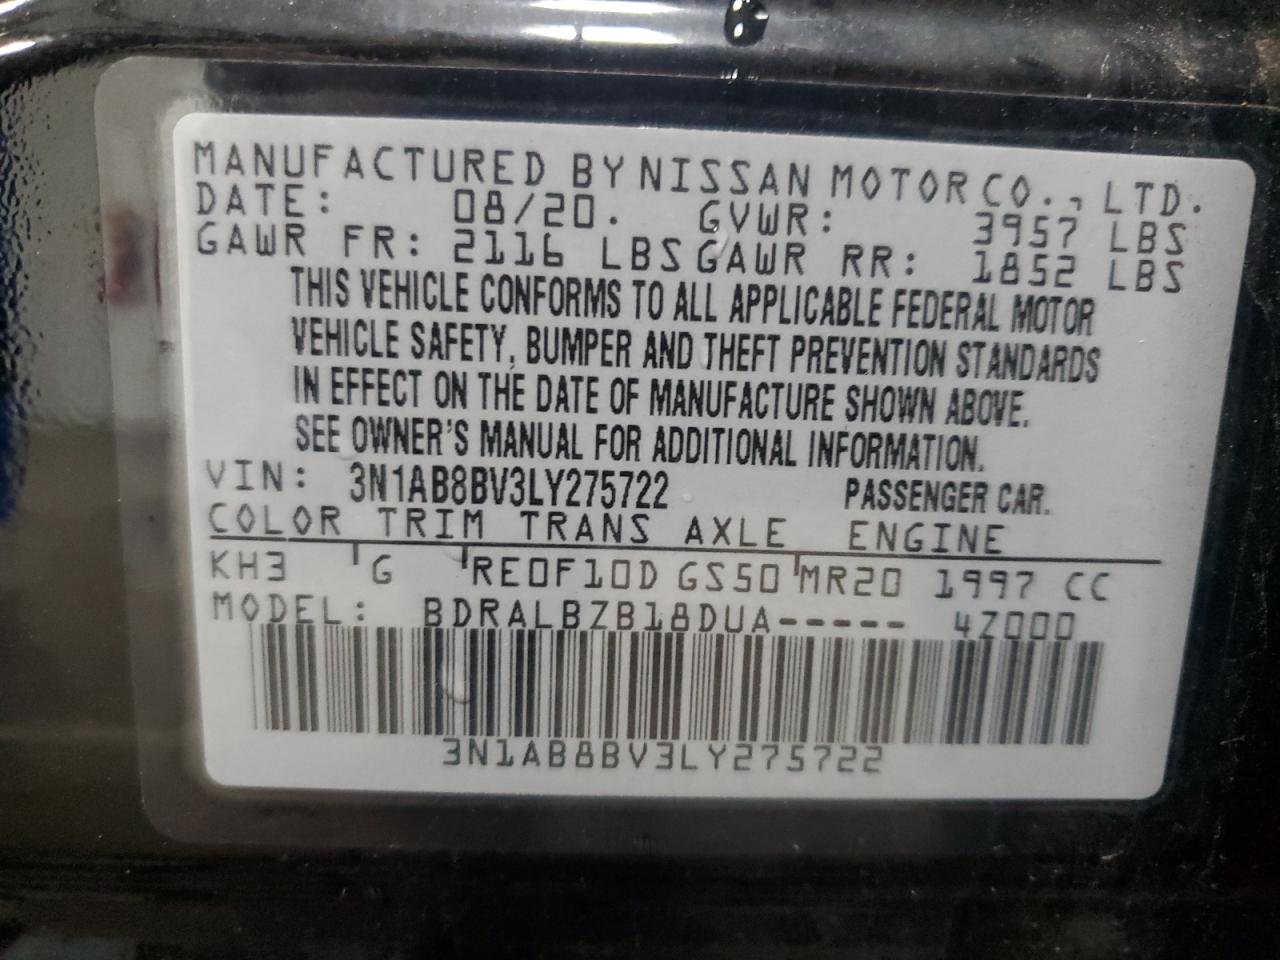 MANUFACTURED BY NISSAN MOTOR CO., LTD.
DATE: 08/20. GVWR: 3957 LBS
GAWR FR: 2116 LBS GAWR RR: 1852 LBS
THIS VEHICLE CONFORMS TO ALL APPLICABLE FEDERAL MOTOR
VEHICLE SAFETY, BUMPER AND THEFT PREVENTION STANDARDS
IN EFFECT ON THE DATE OF MANUFACTURE SHOWN ABOVE.
SEE OWNER'S MANUAL FOR ADDITIONAL INFORMATION.
VIN: 3N1AB8BV3LY275722 PASSENGER CAR.
COLOR TRIM TRANS AXLE ENGINE
KH3 G RE0F10D GS50 MR20 1997 CC
MODEL: BDRALBZB18DUA----- 4Z000
3N1AB8BV3LY275722